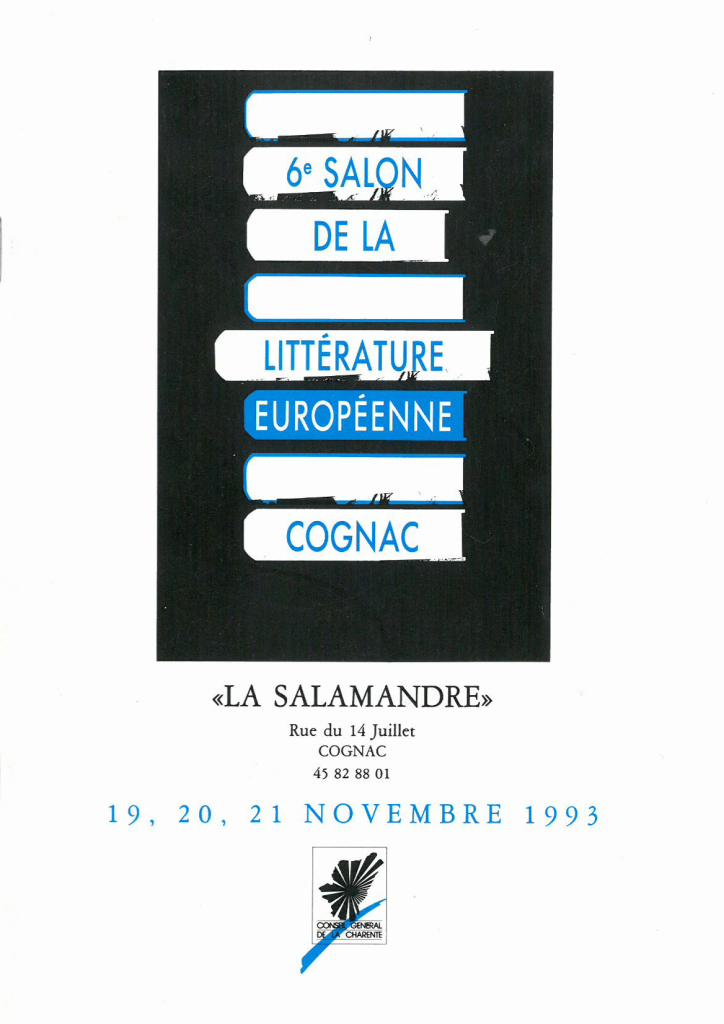 6e SALON
DE LA
LITTÉRATURE
EUROPÉENNE
COGNAC
«LA SALAMANDRE»
Rue du 14 Juillet
COGNAC
45 82 88 01
19, 20, 21 NOVEMBRE 1993
CONSEIL GENERAL
DE LA CHARENTE